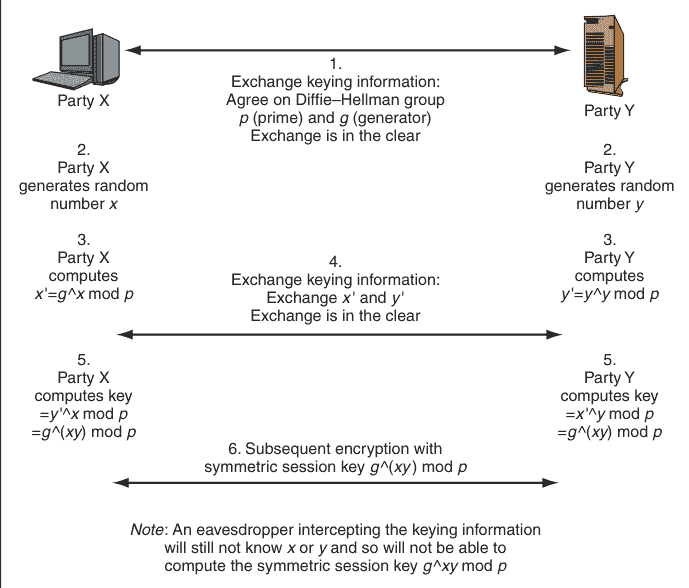 Party X
Party Y
1.
Exchange keying information:
Agree on Diffie–Hellman group
p (prime) and g (generator)
Exchange is in the clear
2.
Party X
generates random
number x
2.
Party Y
generates random
number y
3.
Party X
computes
x'=g^x mod p
4.
Exchange keying information:
Exchange x' and y'
Exchange is in the clear
3.
Party Y
computes
y'=y^y mod p
5.
Party X
computes key
=y'^x mod p
=g^(xy) mod p
5.
Party Y
computes key
=x'^y mod p
=g^(xy) mod p
6. Subsequent encryption with
symmetric session key g^(xy) mod p
Note: An eavesdropper intercepting the keying information
will still not know x or y and so will not be able to
compute the symmetric session key g^xy mod p